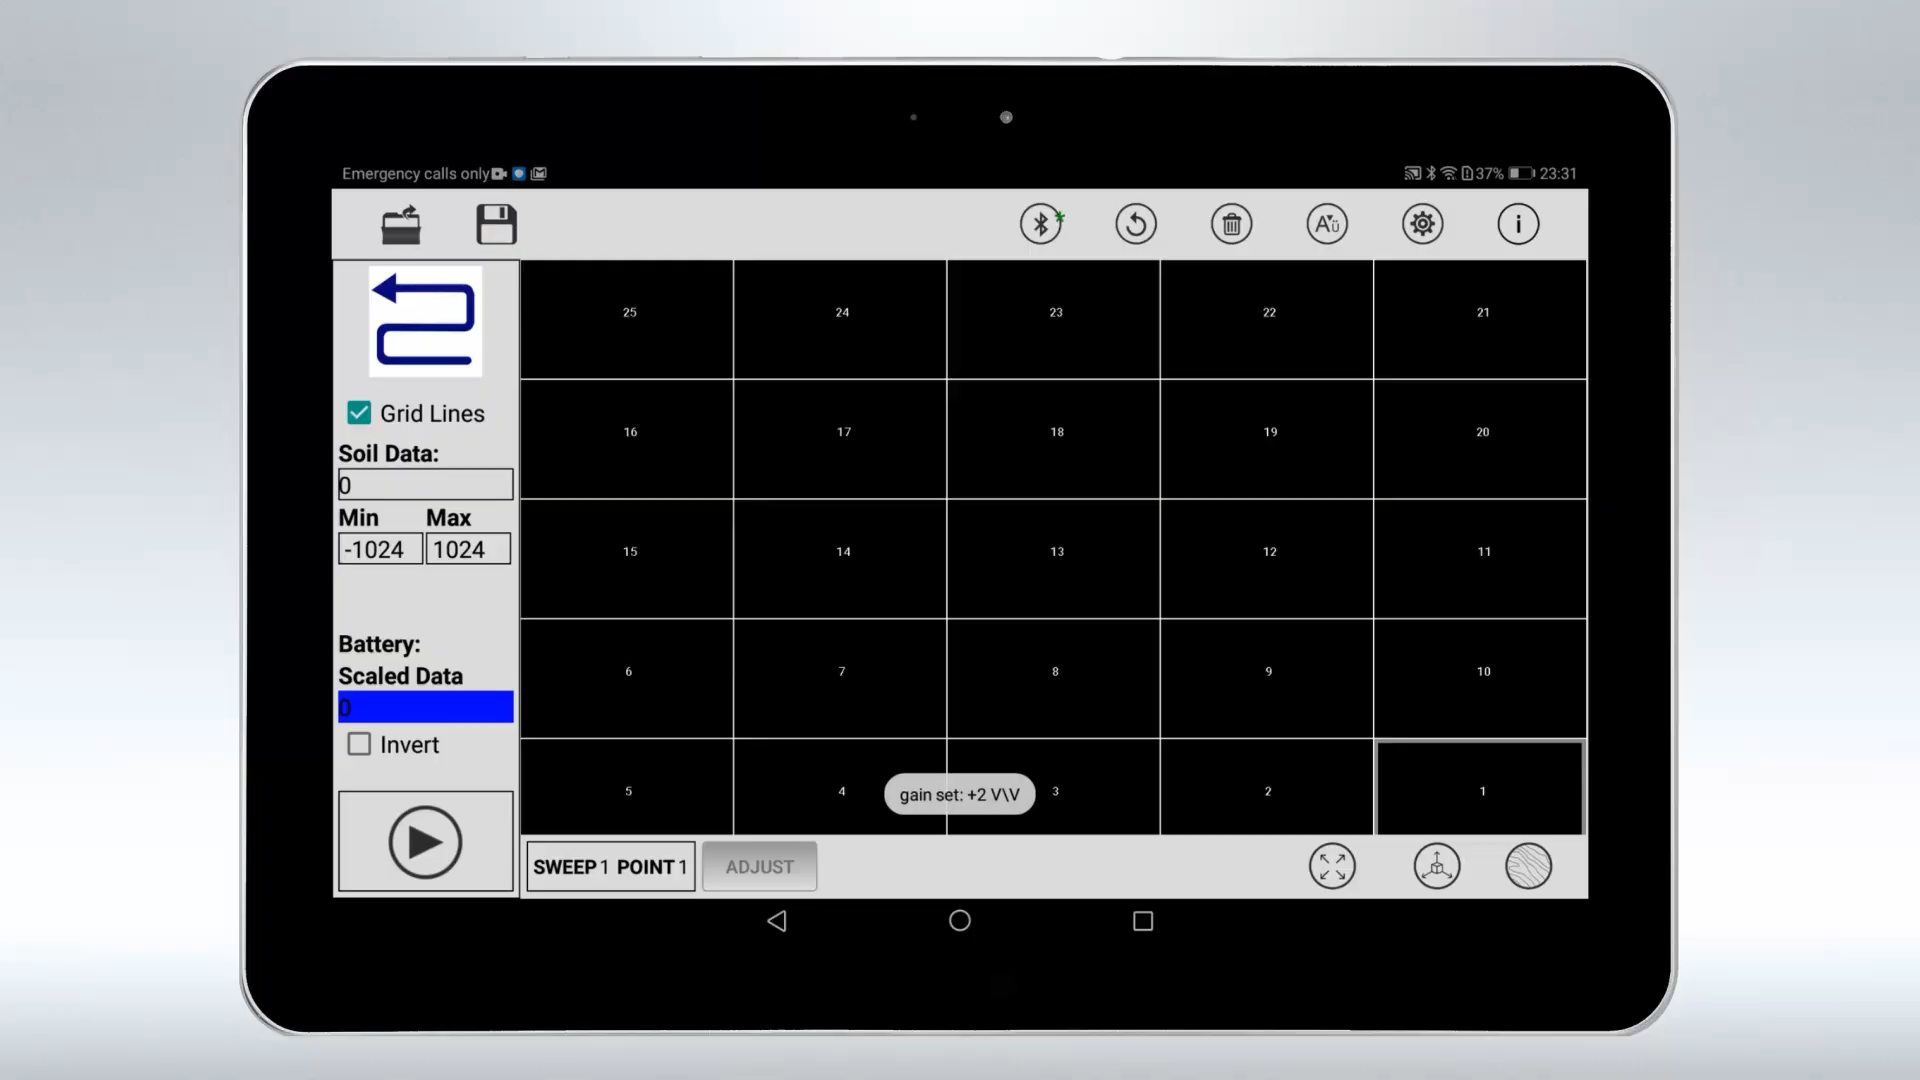 Emergency calls only
37% 23:31
Aü
i
25 24 23 22 21
Grid Lines
16 17 18 19 20
Soil Data:
0
Min Max
-1024 1024
15 14 13 12 11
Battery:
Scaled Data
0
6 7 8 9 10
Invert
5 4 3 2 1
gain set: +2 V\V
SWEEP 1 POINT 1 ADJUST